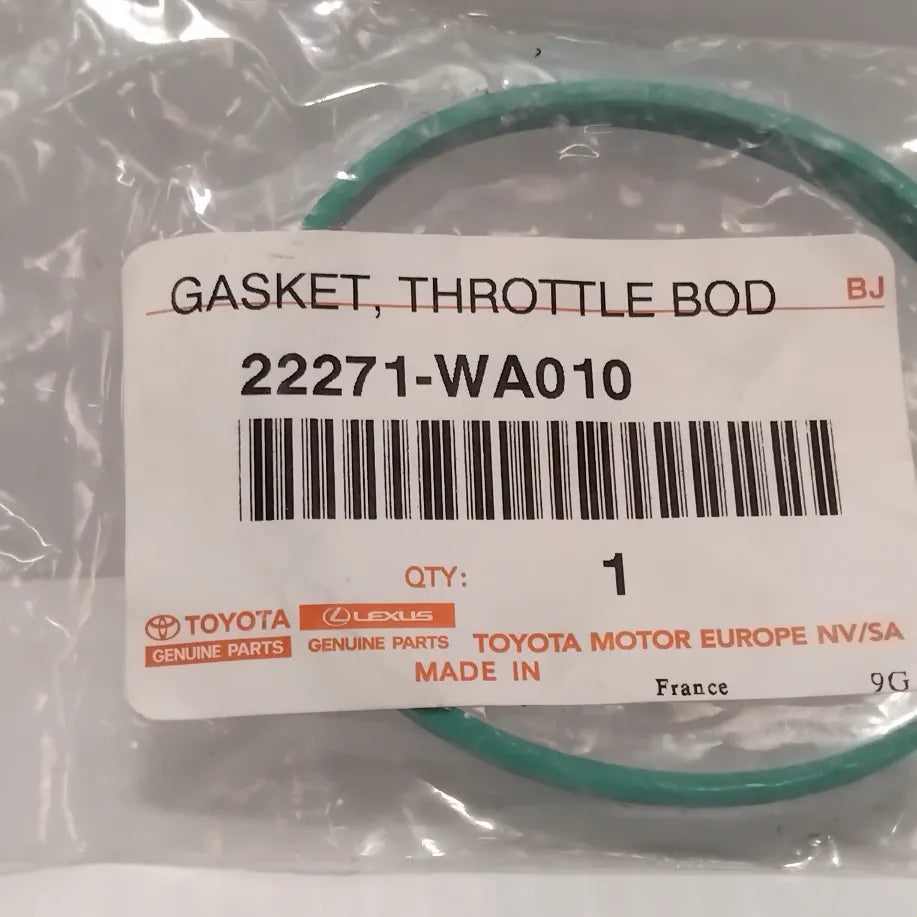 GASKET, THROTTLE BOD BJ
22271-WA010
QTY: 1
TOYOTA LEXUS
GENUINE PARTS GENUINE PARTS TOYOTA MOTOR EUROPE NV/SA
MADE IN
France 9G